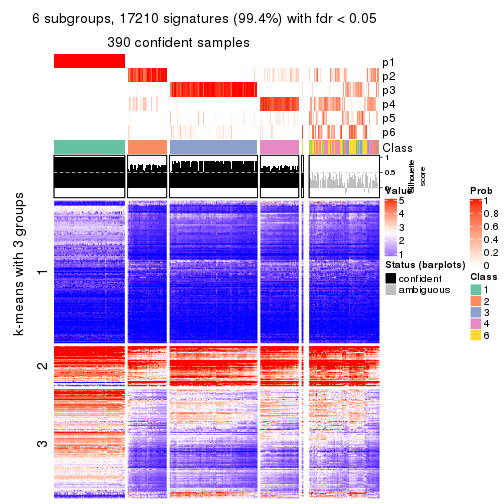 6 subgroups, 17210 signatures (99.4%) with fdr < 0.05
390 confident samples
p1
p2
p3
p4
p5
p6
Class
1
0.5
0
Silhouette
score
k-means with 3 groups
1
2
3
Value
5
4
3
2
1
Status (barplots)
confident
ambiguous
Prob
1
0.8
0.6
0.4
0.2
0
Class
1
2
3
4
6